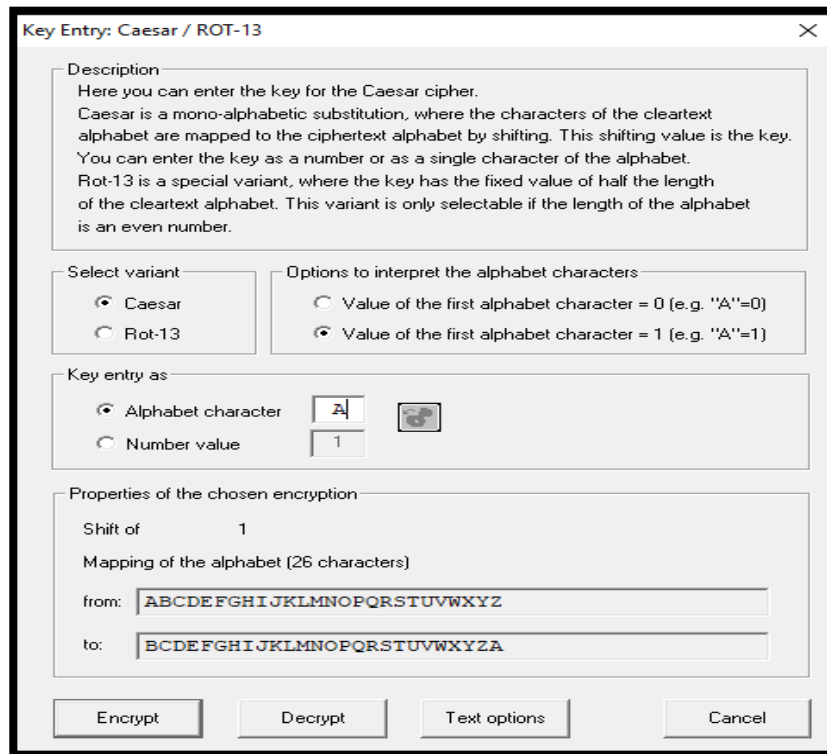 Key Entry: Caesar / ROT-13
Description
Here you can enter the key for the Caesar cipher.
Caesar is a mono-alphabetic substitution, where the characters of the cleartext
alphabet are mapped to the ciphertext alphabet by shifting. This shifting value is the key.
You can enter the key as a number or as a single character of the alphabet.
Rot-13 is a special variant, where the key has the fixed value of half the length
of the cleartext alphabet. This variant is only selectable if the length of the alphabet
is an even number.
Select variant
Caesar
Rot-13
Options to interpret the alphabet characters
Value of the first alphabet character = 0 (e.g. "A"=0)
Value of the first alphabet character = 1 (e.g. "A"=1)
Key entry as
Alphabet character A
Number value 1
Properties of the chosen encryption
Shift of 1
Mapping of the alphabet (26 characters)
from: ABCDEFGHIJKLMNOPQRSTUVWXYZ
to: BCDEFGHIJKLMNOPQRSTUVWXYZA
Encrypt Decrypt Text options Cancel